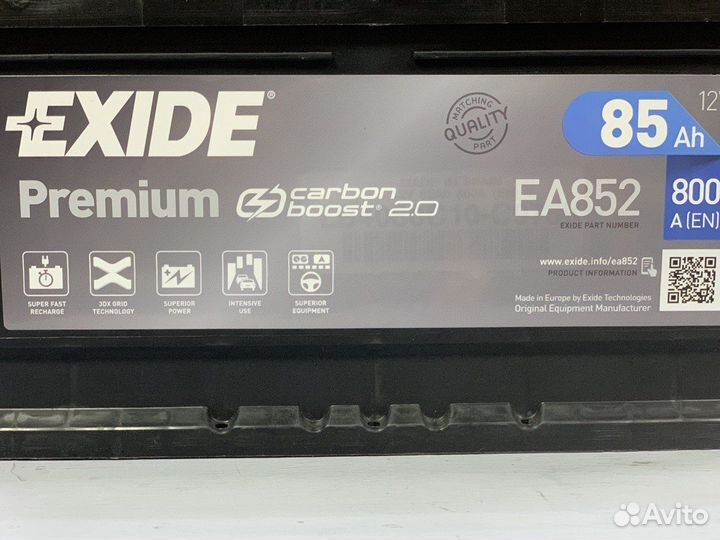 EXIDE®
MATCHING
QUALITY
PART
85 Ah
12V
Premium
carbon
boost® 2.0
EA852
EXIDE PART NUMBER
800
A (EN)
www.exide.info/ea852
PRODUCT INFORMATION
SUPER FAST
RECHARGE
3DX GRID
TECHNOLOGY
SUPERIOR
POWER
INTENSIVE
USE
SUPERIOR
EQUIPMENT
Made in Europe by Exide Technologies
Original Equipment Manufacturer
Avito